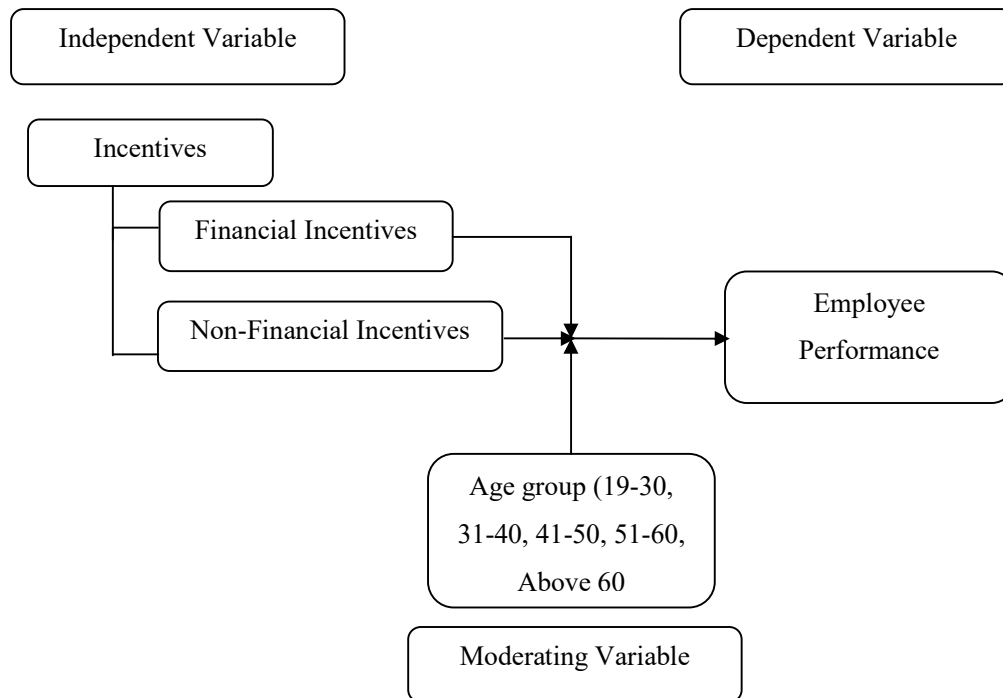 Independent Variable
Dependent Variable
Incentives
Financial Incentives
Non-Financial Incentives
Employee
Performance
Age group (19-30,
31-40, 41-50, 51-60,
Above 60
Moderating Variable